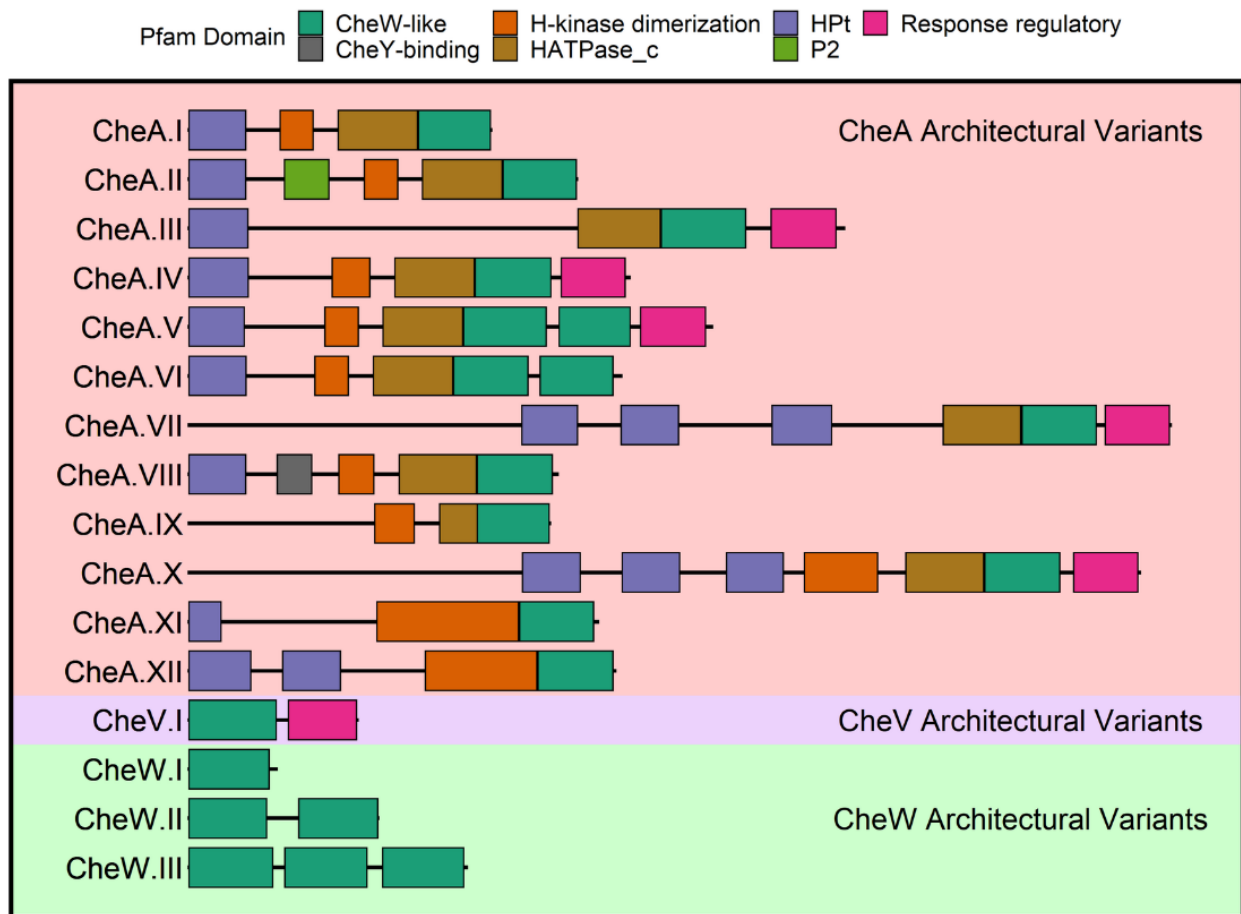 Pfam Domain
CheW-like H-kinase dimerization HPt Response regulatory
CheY-binding HATPase_c P2
CheA.I CheA Architectural Variants
CheA.II
CheA.III
CheA.IV
CheA.V
CheA.VI
CheA.VII
CheA.VIII
CheA.IX
CheA.X
CheA.XI
CheA.XII
CheV.I CheV Architectural Variants
CheW.I
CheW.II CheW Architectural Variants
CheW.III